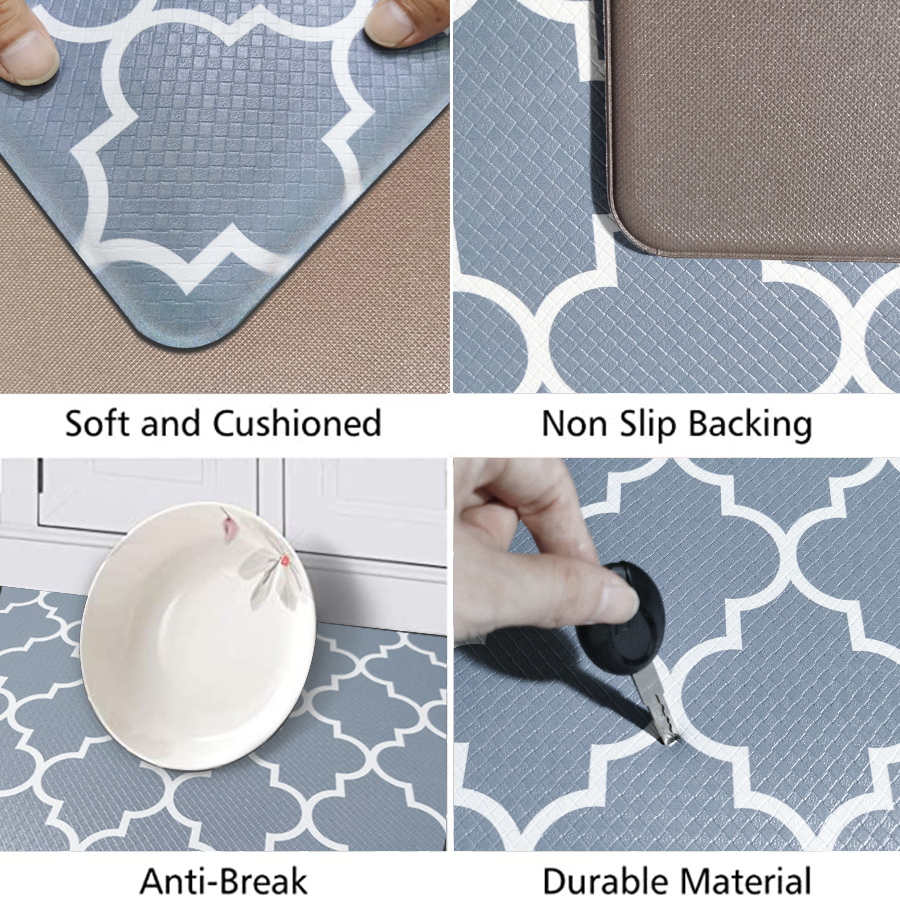 Soft and Cushioned
Non Slip Backing
Anti-Break
Durable Material